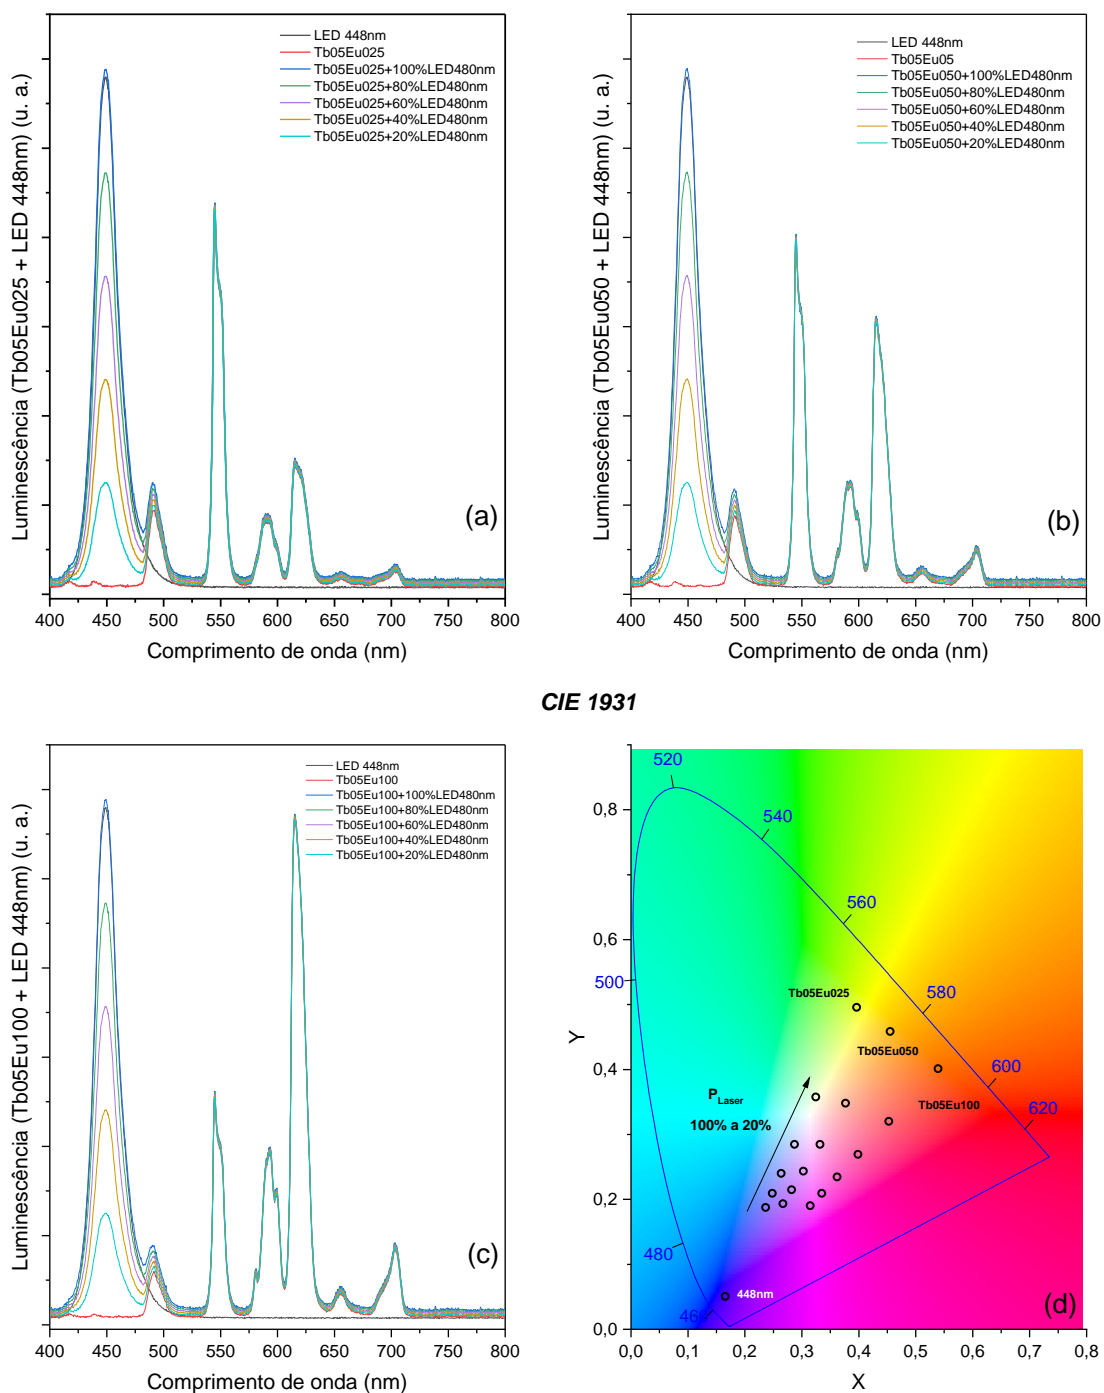 LED 448nm
Tb05Eu025
Tb05Eu025+100%LED480nm
Tb05Eu025+80%LED480nm
Tb05Eu025+60%LED480nm
Tb05Eu025+40%LED480nm
Tb05Eu025+20%LED480nm
Luminescência (Tb05Eu025 + LED 448nm) (u. a.)
(a)
400 450 500 550 600 650 700 750 800
Comprimento de onda (nm)
LED 448nm
Tb05Eu05
Tb05Eu050+100%LED480nm
Tb05Eu050+80%LED480nm
Tb05Eu050+60%LED480nm
Tb05Eu050+40%LED480nm
Tb05Eu050+20%LED480nm
Luminescência (Tb05Eu050 + LED 448nm) (u. a.)
(b)
400 450 500 550 600 650 700 750 800
Comprimento de onda (nm)
CIE 1931
LED 448nm
Tb05Eu100
Tb05Eu100+100%LED480nm
Tb05Eu100+80%LED480nm
Tb05Eu100+60%LED480nm
Tb05Eu100+40%LED480nm
Tb05Eu100+20%LED480nm
Luminescência (Tb05Eu100 + LED 448nm) (u. a.)
(c)
400 450 500 550 600 650 700 750 800
Comprimento de onda (nm)
520
540
560
500
580
600
620
480
Tb05Eu025
Tb05Eu050
Tb05Eu100
P Laser
100% a 20%
448nm
(d)
0,8
0,6
0,4
0,2
0,0
Y
0,0 0,1 0,2 0,3 0,4 0,5 0,6 0,7 0,8
X